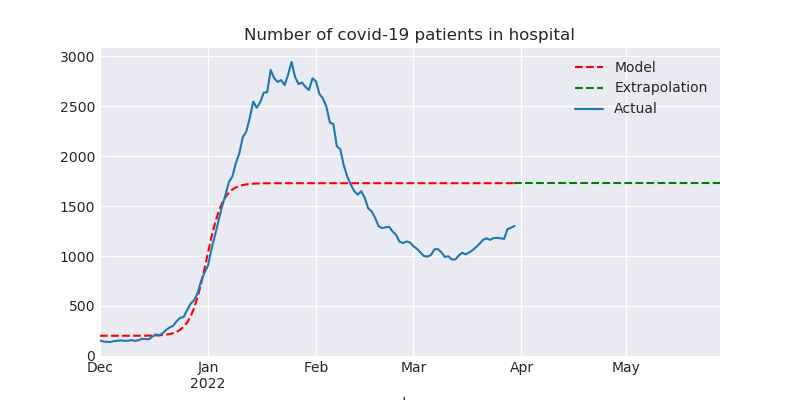 Number of covid-19 patients in hospital
3000
2500
2000
1500
1000
500
0
Model
Extrapolation
Actual
Dec
Jan
2022
Feb
Mar
Apr
May